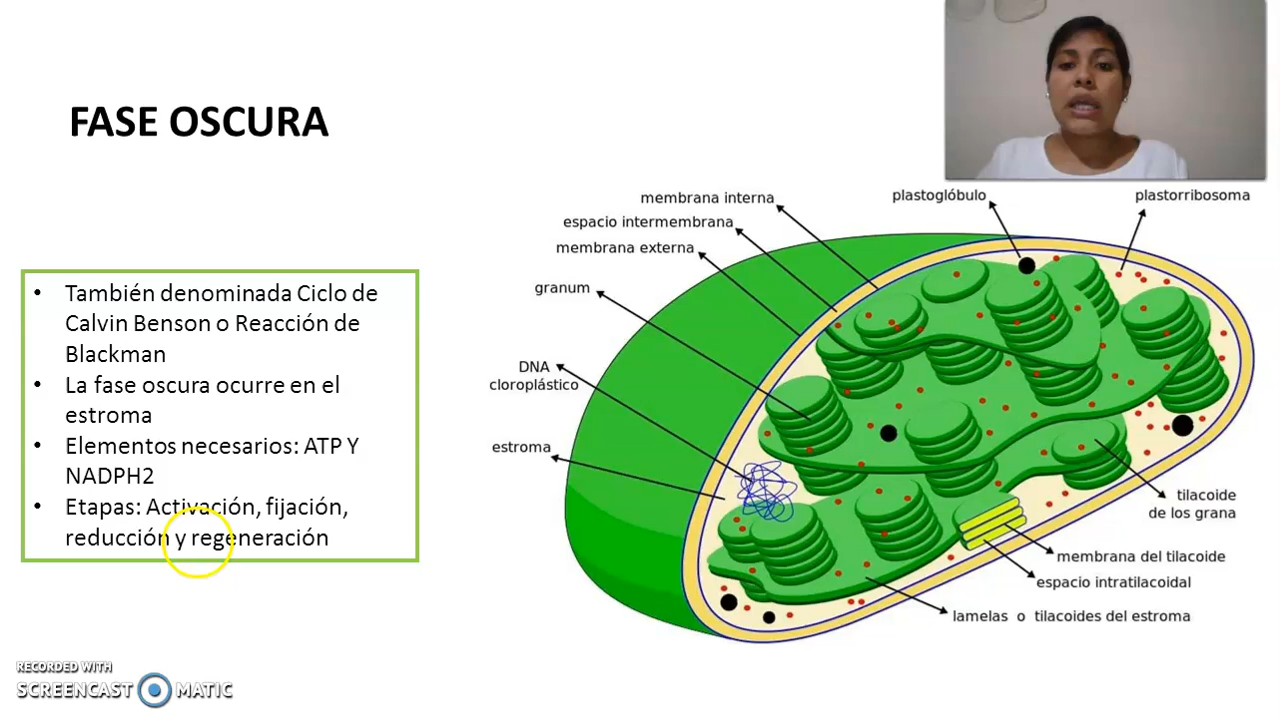 FASE OSCURA
• También denominada Ciclo de
Calvin Benson o Reacción de
Blackman
• La fase oscura ocurre en el
estroma
• Elementos necesarios: ATP Y
NADPH2
• Etapas: Activación, fijación,
reducción y regeneración
membrana interna
espacio intermembrana
membrana externa
granum
DNA
cloroplástico
estroma
plastoglóbulo
plastorribosoma
tilacoide
de los grana
membrana del tilacoide
espacio intratilacoidal
lamelas o tilacoides del estroma
RECORDED WITH
SCREENCAST MATIC